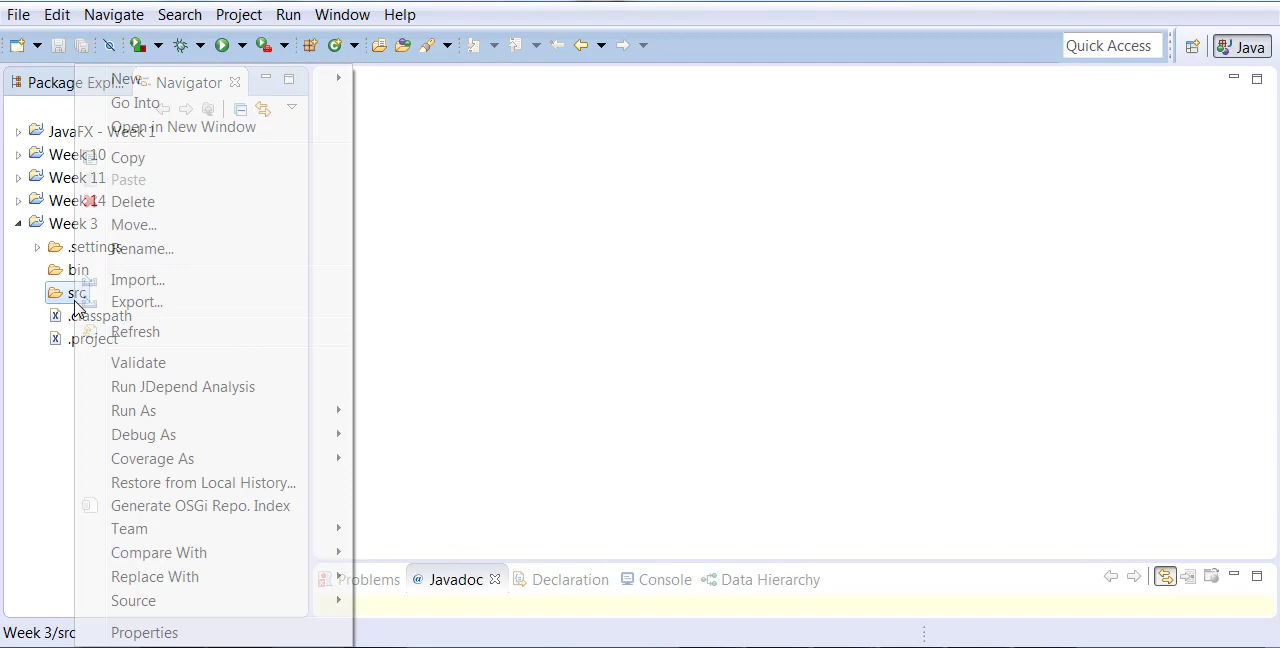 File Edit Navigate Search Project Run Window Help
Quick Access Java
Package Expl... Navigator
JavaFX - Week 1
Week 10
Week 11
Week 14
Week 3
.settings
bin
src
.classpath
.project
New
Go Into
Open in New Window
Copy
Paste
Delete
Move...
Rename...
Import...
Export...
Refresh
Validate
Run JDepend Analysis
Run As
Debug As
Coverage As
Restore from Local History...
Generate OSGi Repo. Index
Team
Compare With
Replace With
Source
Properties
Problems @ Javadoc Declaration Console Data Hierarchy
Week 3/src